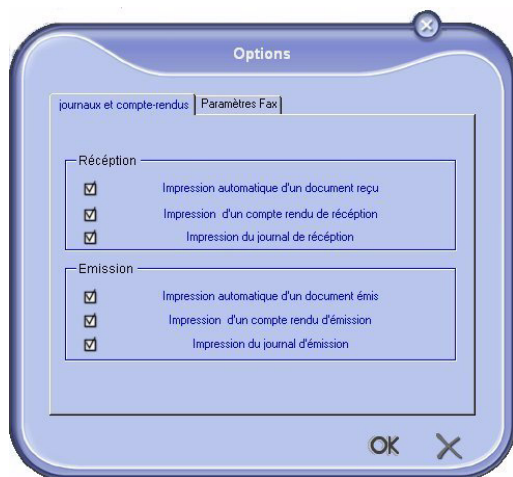 Options
journaux et compte-rendus
Paramètres Fax
Récéption
Impression automatique d'un document reçu
Impression d'un compte rendu de récéption
Impression du journal de récéption
Emission
Impression automatique d'un document émis
Impression d'un compte rendu d'émission
Impression du journal d'émission
OK